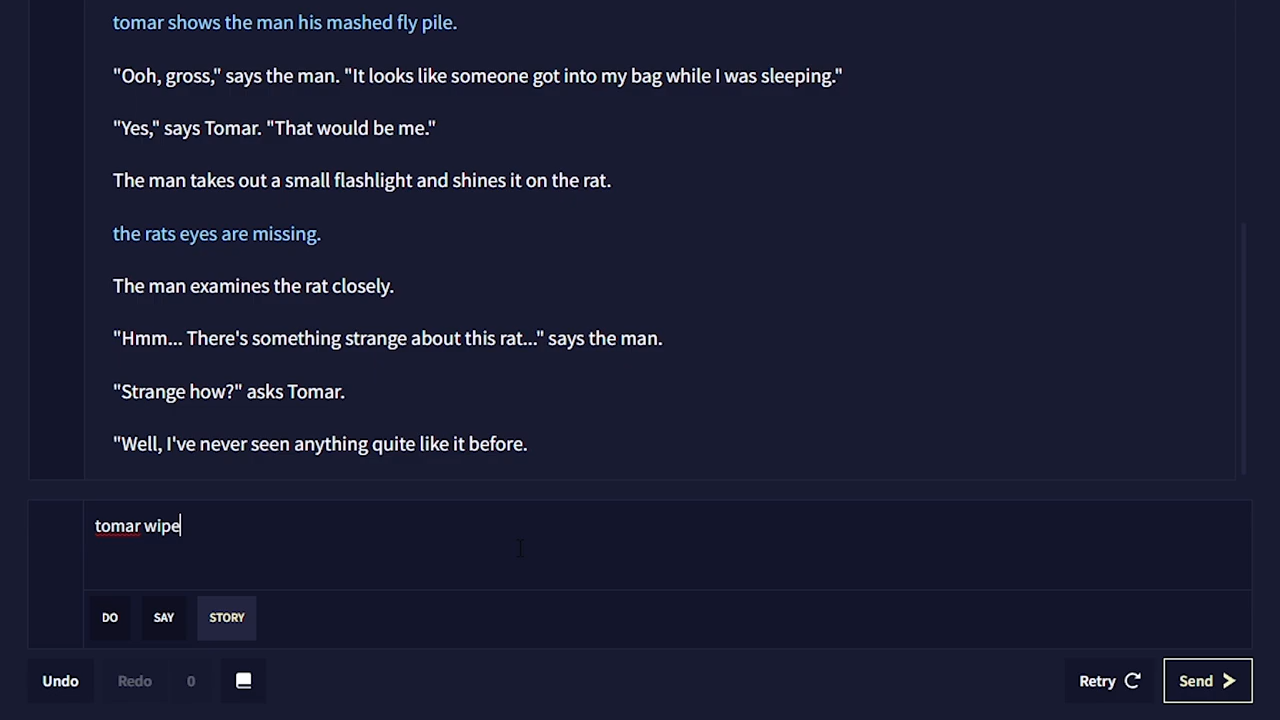 tomar shows the man his mashed fly pile.
"Ooh, gross," says the man. "It looks like someone got into my bag while I was sleeping."
"Yes," says Tomar. "That would be me."
The man takes out a small flashlight and shines it on the rat.
the rats eyes are missing.
The man examines the rat closely.
"Hmm... There's something strange about this rat..." says the man.
"Strange how?" asks Tomar.
"Well, I've never seen anything quite like it before.
tomar wipe
DO SAY STORY
Undo Redo 0 Retry Send